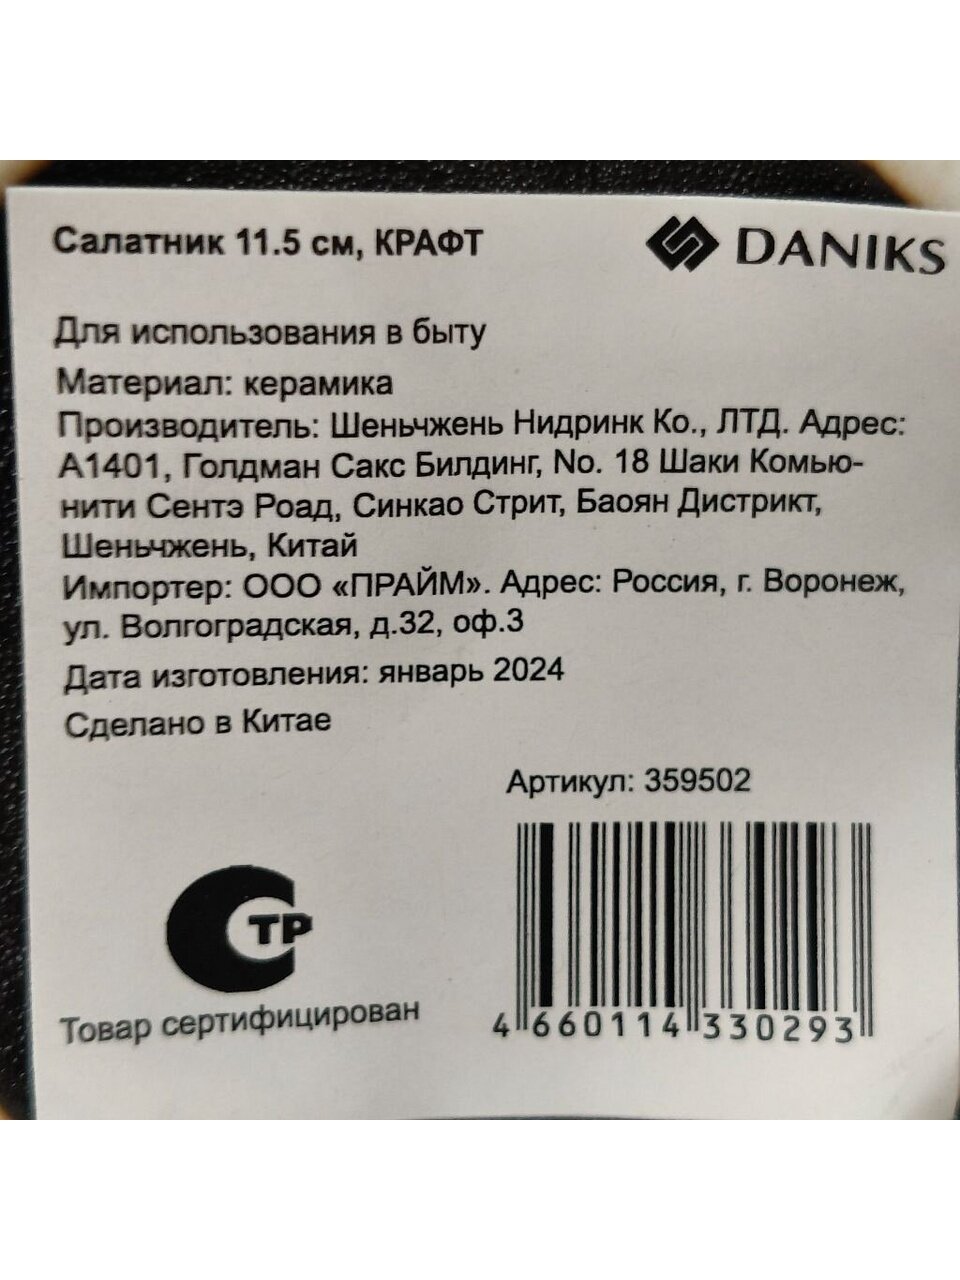 Салатник 11.5 см, КРАФТ
DANIKS
Для использования в быту
Материал: керамика
Производитель: Шеньчжень Нидринк Ко., ЛТД. Адрес:
А1401, Голдман Сакс Билдинг, No. 18 Шаки Комью-
нити Сентэ Роад, Синкао Стрит, Баоян Дистрикт,
Шеньчжень, Китай
Импортер: ООО «ПРАЙМ». Адрес: Россия, г. Воронеж,
ул. Волгоградская, д.32, оф.3
Дата изготовления: январь 2024
Сделано в Китае
Артикул: 359502
СТР
Товар сертифицирован
4 660114 330293